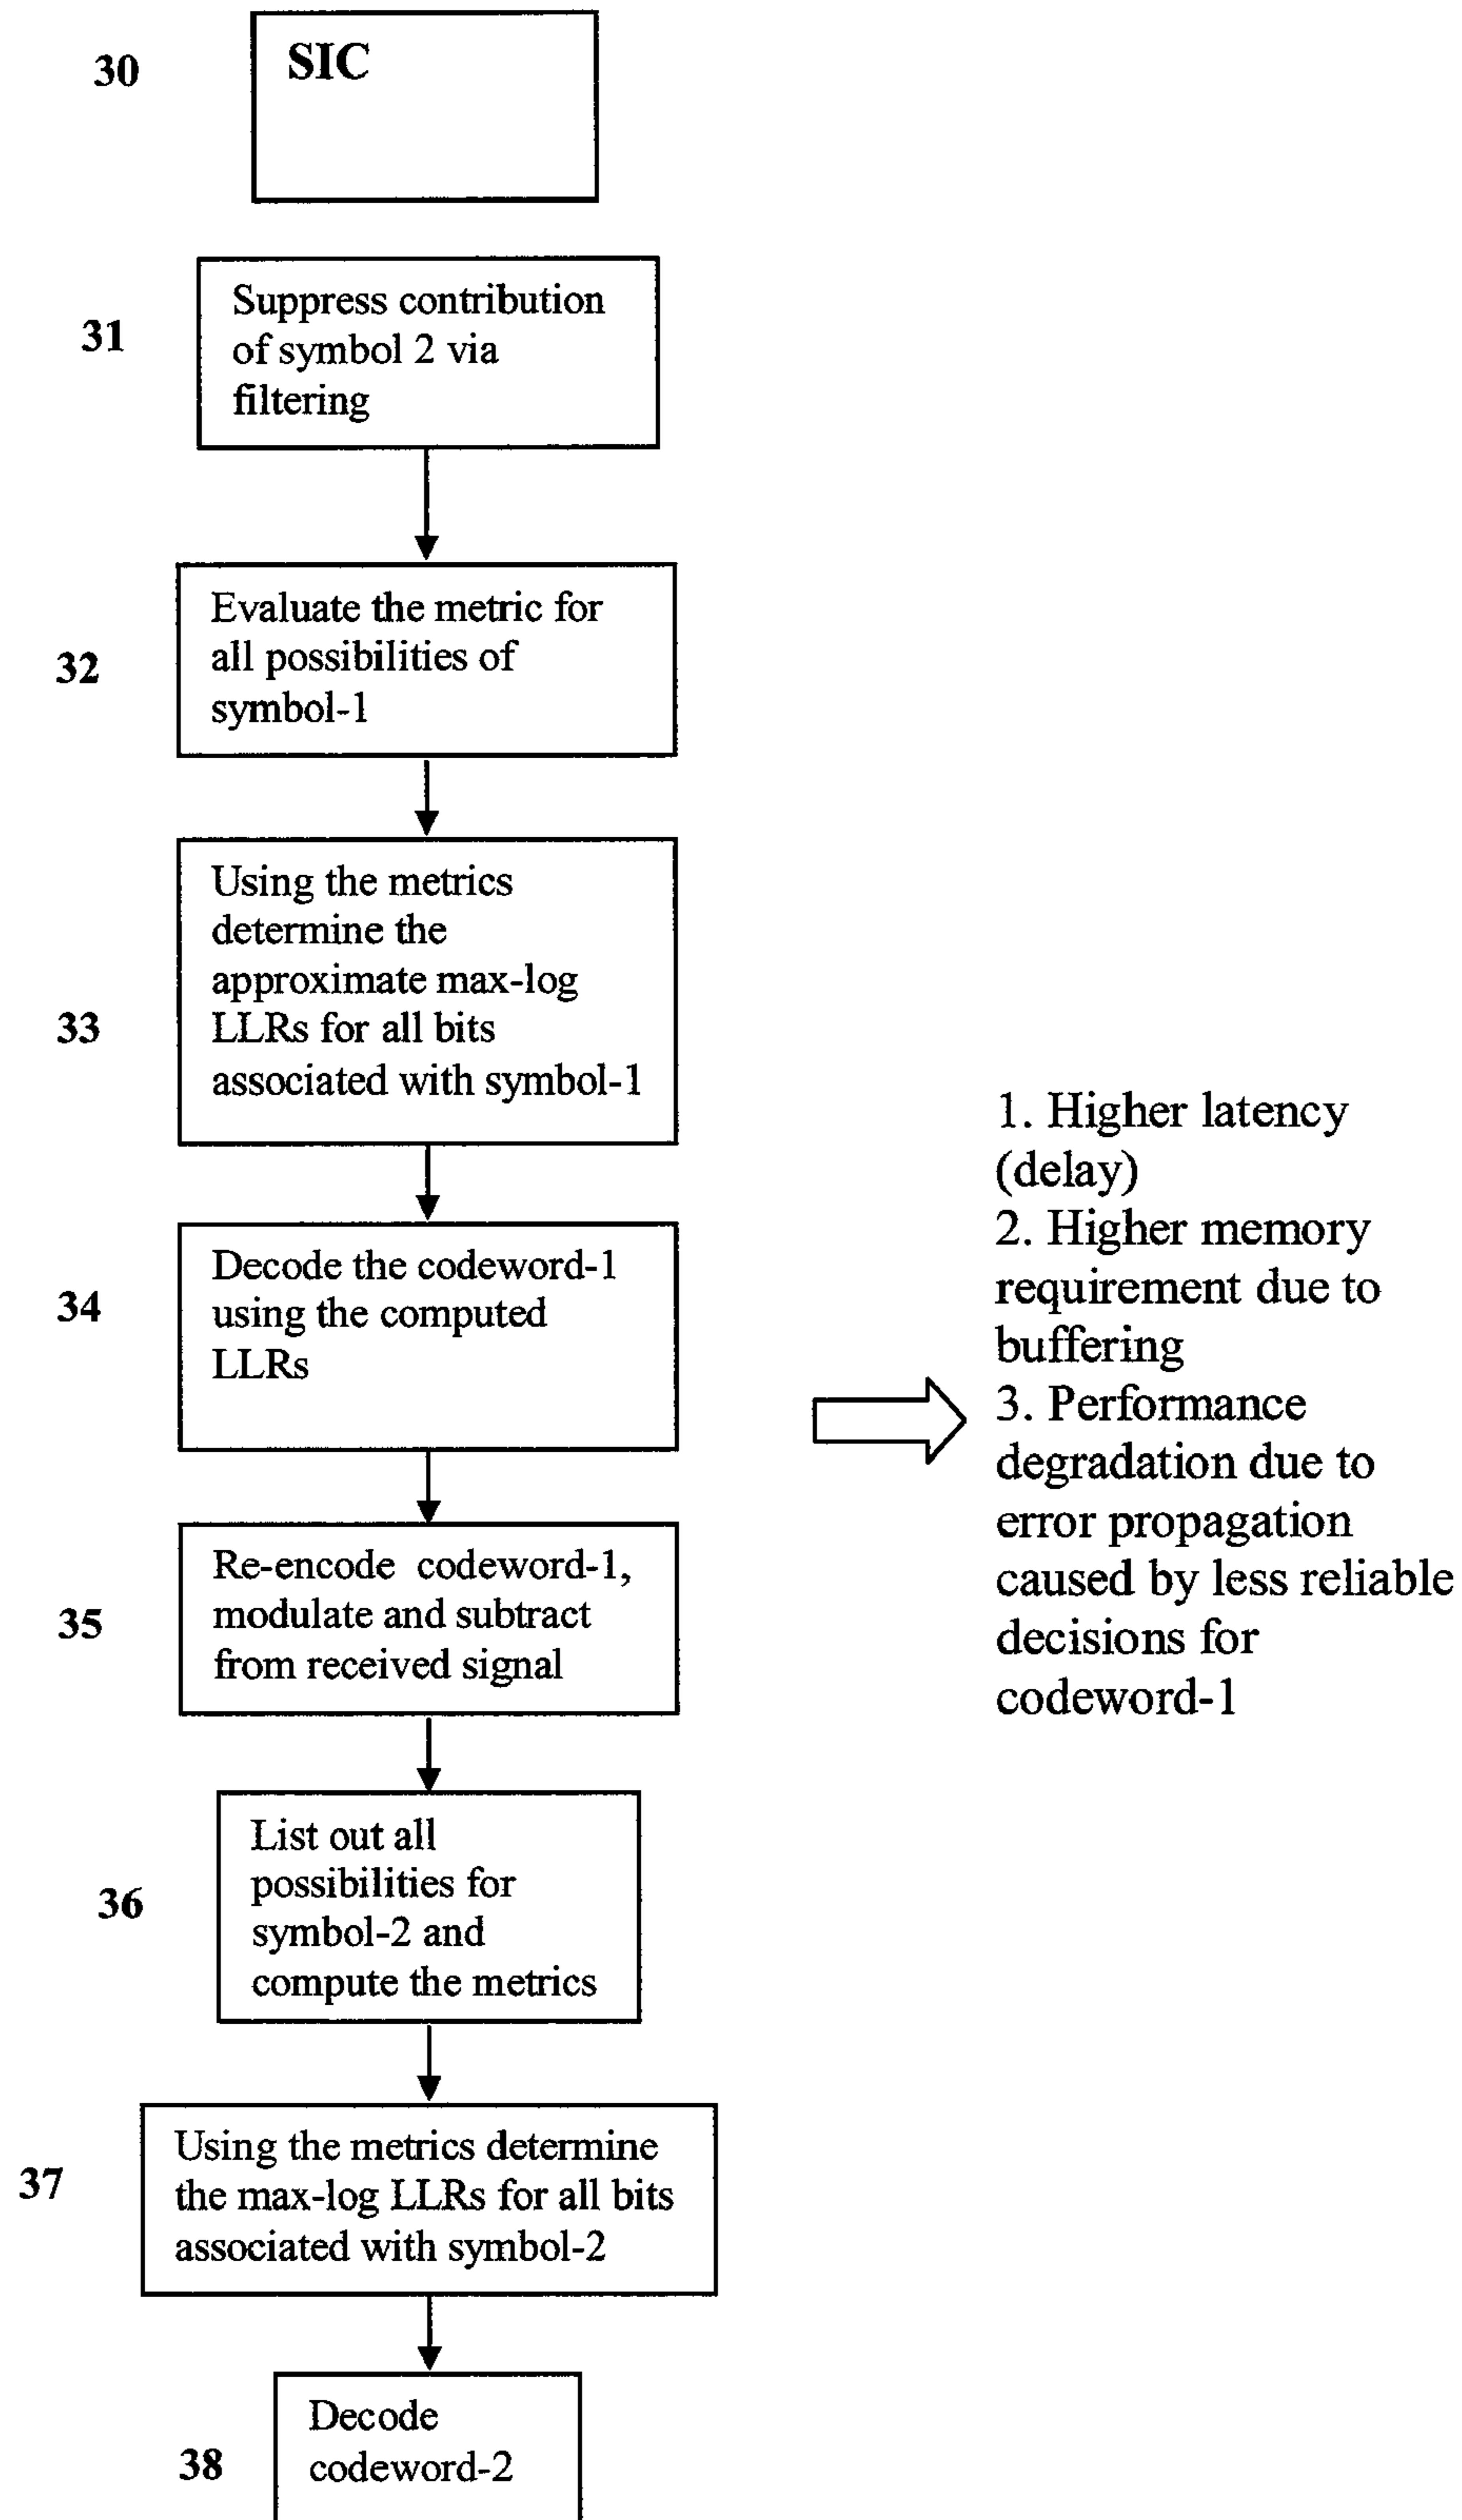 30
SIC
31
Suppress contribution
of symbol 2 via
filtering
32
Evaluate the metric for
all possibilities of
symbol-1
33
Using the metrics
determine the
approximate max-log
LLRs for all bits
associated with symbol-1
34
Decode the codeword-1
using the computed
LLRs
35
Re-encode codeword-1,
modulate and subtract
from received signal
36
List out all
possibilities for
symbol-2 and
compute the metrics
37
Using the metrics determine
the max-log LLRs for all bits
associated with symbol-2
38
Decode
codeword-2
1. Higher latency
(delay)
2. Higher memory
requirement due to
buffering
3. Performance
degradation due to
error propagation
caused by less reliable
decisions for
codeword-1